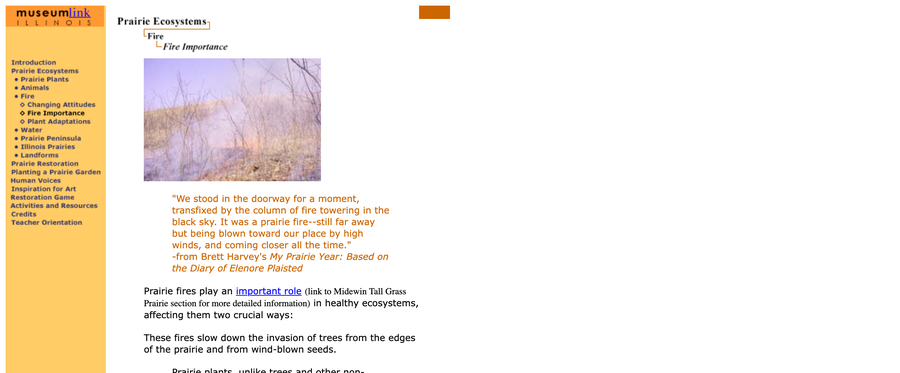 museumlink
ILLINOIS
Introduction
Prairie Ecosystems
Prairie Plants
Animals
Fire
Changing Attitudes
Fire Importance
Plant Adaptations
Water
Prairie Peninsula
Illinois Prairies
Landforms
Prairie Restoration
Planting a Prairie Garden
Human Voices
Inspiration for Art
Restoration Game
Activities and Resources
Credits
Teacher Orientation
Prairie Ecosystems
Fire
Fire Importance
"We stood in the doorway for a moment,
transfixed by the column of fire towering in the
black sky. It was a prairie fire--still far away
but being blown toward our place by high
winds, and coming closer all the time."
-from Brett Harvey's My Prairie Year: Based on
the Diary of Elenore Plaisted
Prairie fires play an important role (link to Midewin Tall Grass
Prairie section for more detailed information) in healthy ecosystems,
affecting them two crucial ways:
These fires slow down the invasion of trees from the edges
of the prairie and from wind-blown seeds.
Prairie plants, unlike trees and other non-